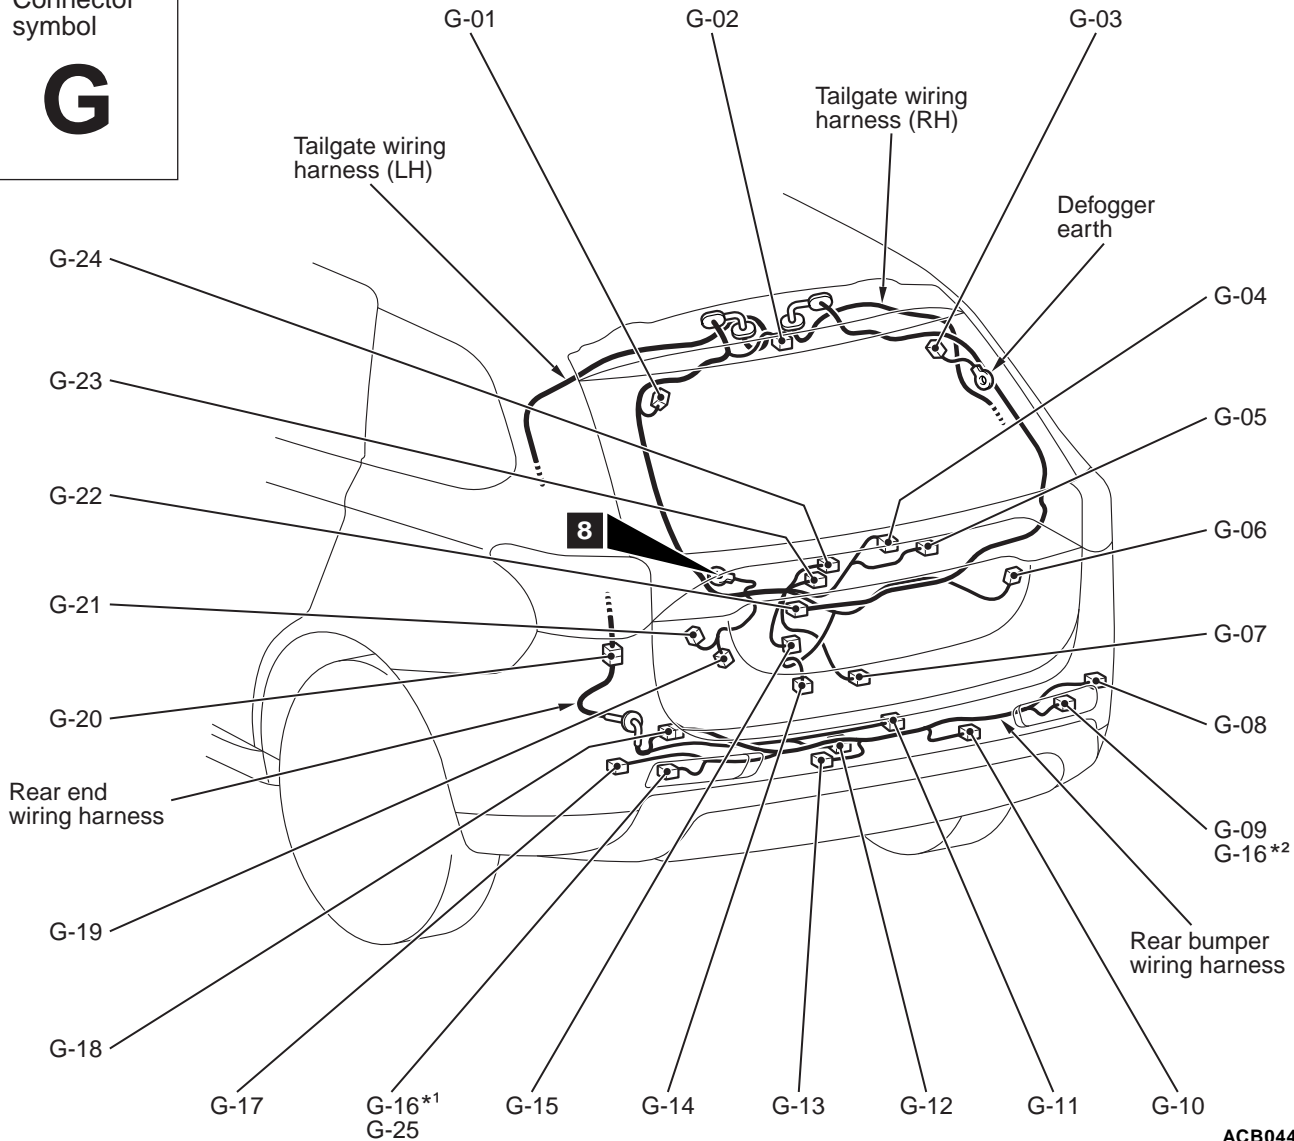 Connector
symbol
G
G-01
G-02
G-03
Tailgate wiring
harness (LH)
Tailgate wiring
harness (RH)
Defogger
earth
G-24
G-04
G-23
G-05
G-22
8
G-06
G-21
G-07
G-20
G-08
Rear end
wiring harness
G-09
G-16*²
G-19
Rear bumper
wiring harness
G-18
G-17
G-16*¹
G-25
G-15
G-14
G-13
G-12
G-11
G-10
ACB044